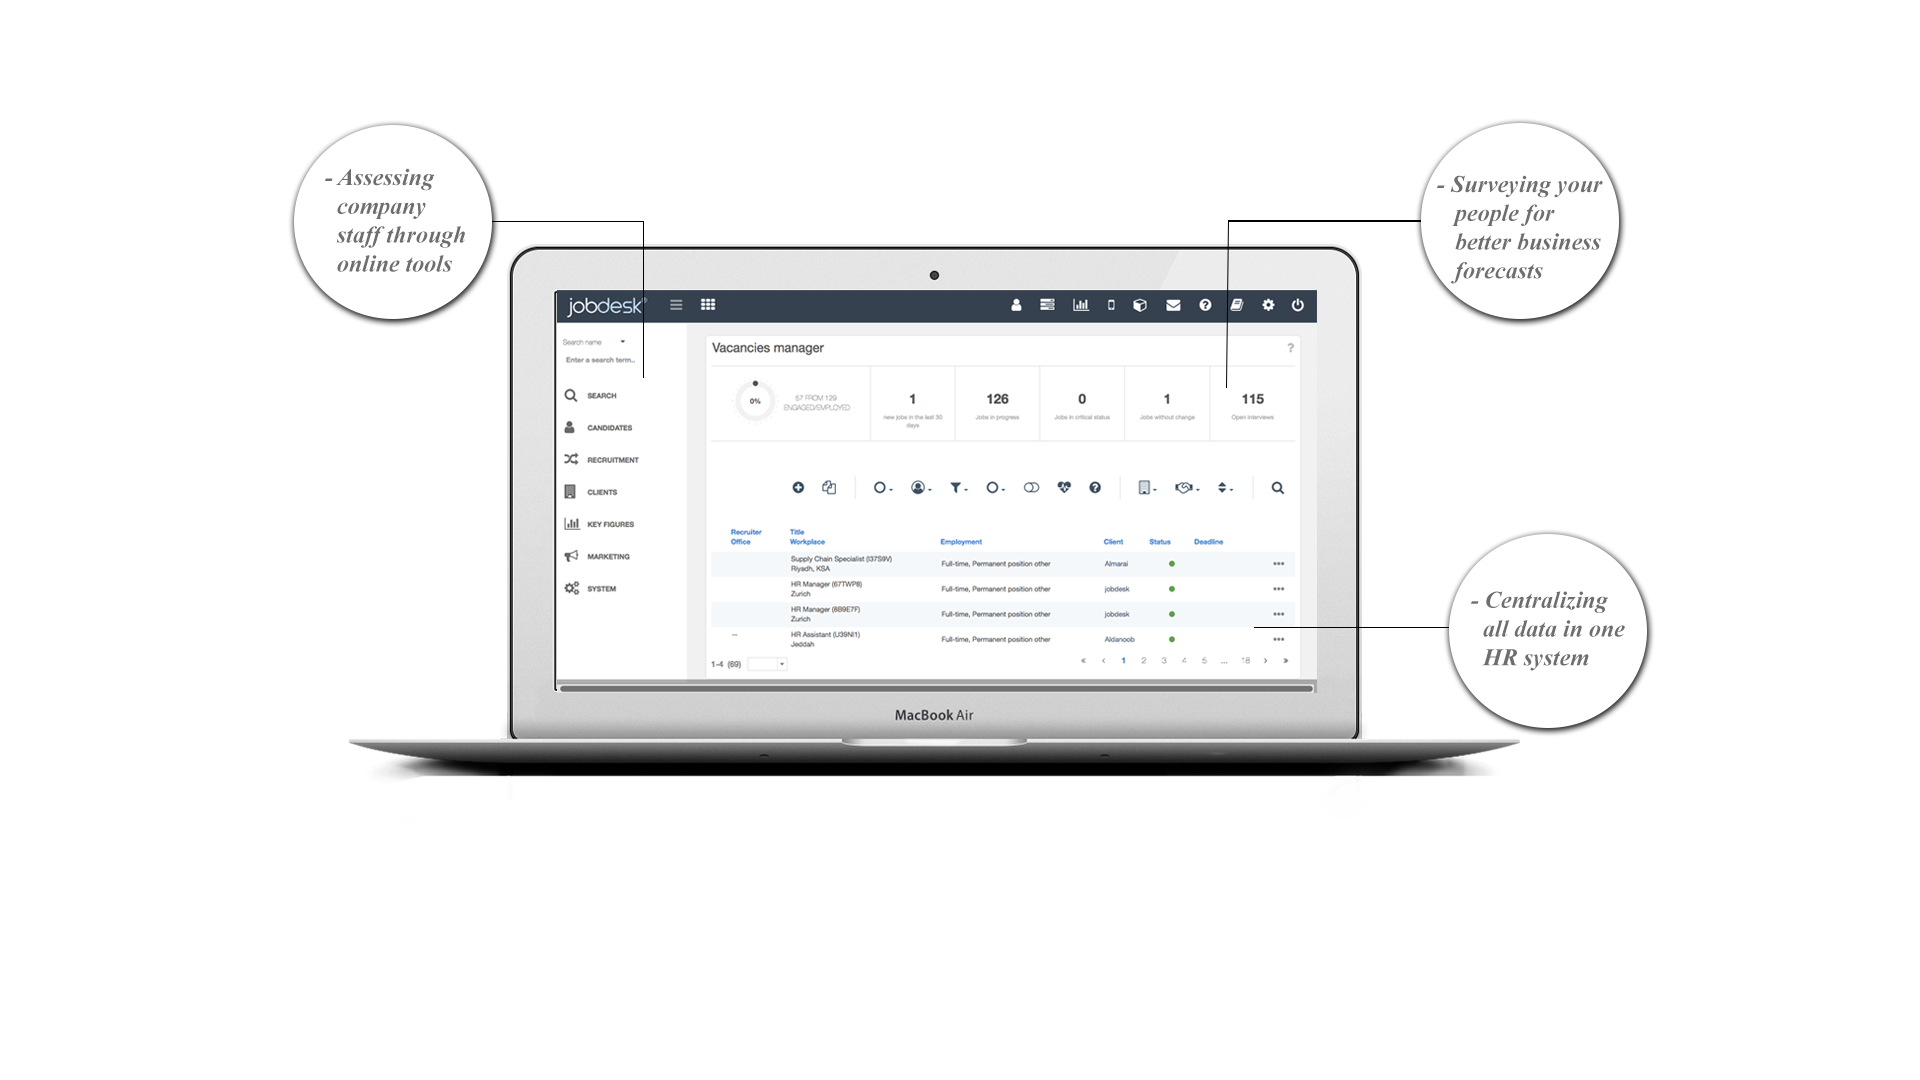 - Assessing
company
staff through
online tools
- Surveying your
people for
better business
forecasts
jobdesk®
Search name
Enter a search term..
SEARCH
CANDIDATES
RECRUITMENT
CLIENTS
KEY FIGURES
MARKETING
SYSTEM
Vacancies manager
?
0%
57 FROM 129
ENGAGED/EMPLOYED
1
new jobs in the last 30
days
126
Jobs in progress
0
Jobs in critical status
1
Jobs without change
115
Open interviews
Recruiter
Office
Title
Workplace
Employment
Client
Status
Deadline
Supply Chain Specialist (I37S9V)
Riyadh, KSA
Full-time, Permanent position other
Almarai
HR Manager (67TWP8)
Zurich
Full-time, Permanent position other
jobdesk
HR Manager (8B9E7F)
Zurich
Full-time, Permanent position other
jobdesk
--
HR Assistant (U39NI1)
Jeddah
Full-time, Permanent position other
Aldanoob
1-4 (69)
« ‹ 1 2 3 4 5 ... 18 › »
- Centralizing
all data in one
HR system
MacBook Air